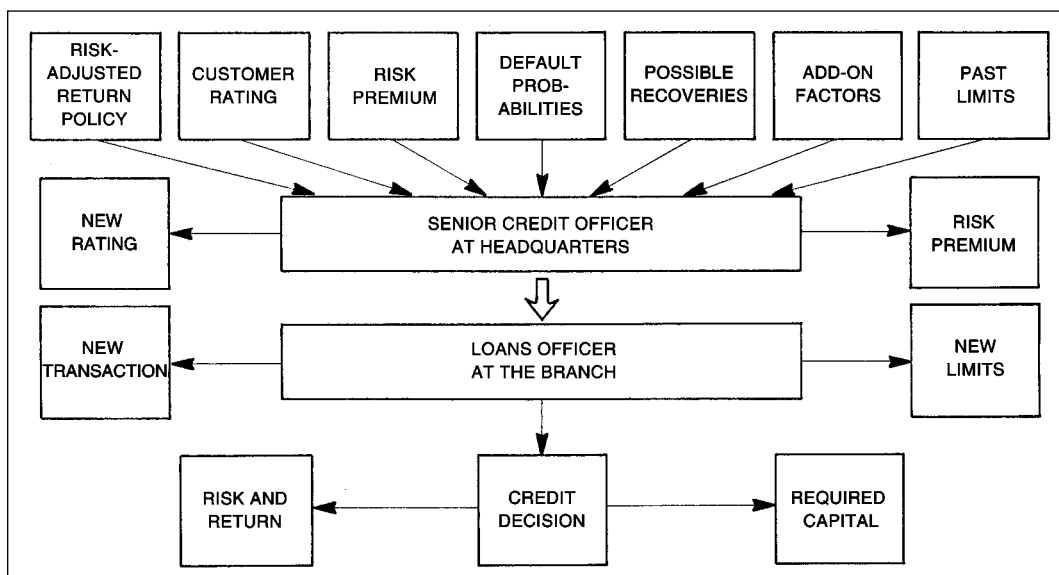 RISK-
ADJUSTED
RETURN
POLICY
CUSTOMER
RATING
RISK
PREMIUM
DEFAULT
PROB-
ABILITIES
POSSIBLE
RECOVERIES
ADD-ON
FACTORS
PAST
LIMITS
NEW
RATING
SENIOR CREDIT OFFICER
AT HEADQUARTERS
RISK
PREMIUM
NEW
TRANSACTION
LOANS OFFICER
AT THE BRANCH
NEW
LIMITS
RISK AND
RETURN
CREDIT
DECISION
REQUIRED
CAPITAL